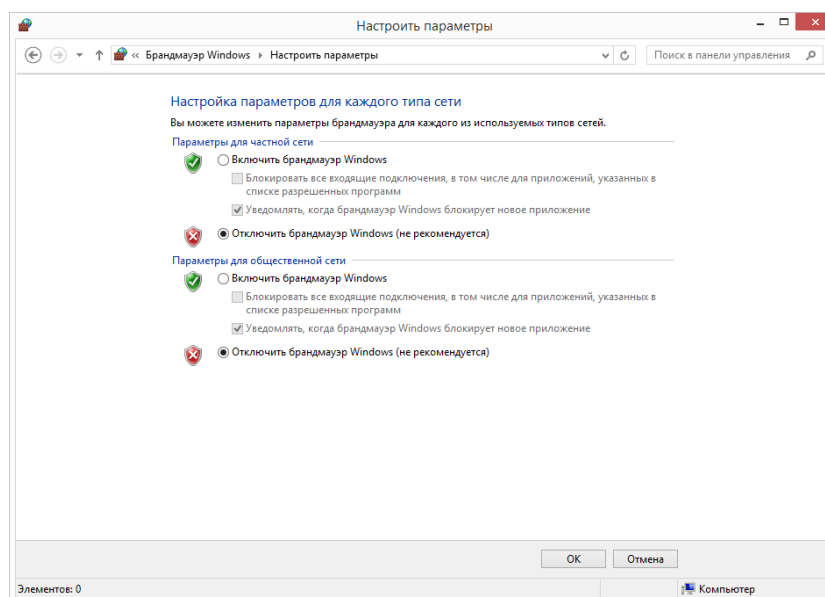 Настроить параметры
« Брандмауэр Windows Настроить параметры
Поиск в панели управления
Настройка параметров для каждого типа сети
Вы можете изменить параметры брандмауэра для каждого из используемых типов сетей.
Параметры для частной сети
Включить брандмауэр Windows
Блокировать все входящие подключения, в том числе для приложений, указанных в
списке разрешенных программ
Уведомлять, когда брандмауэр Windows блокирует новое приложение
Отключить брандмауэр Windows (не рекомендуется)
Параметры для общественной сети
Включить брандмауэр Windows
Блокировать все входящие подключения, в том числе для приложений, указанных в
списке разрешенных программ
Уведомлять, когда брандмауэр Windows блокирует новое приложение
Отключить брандмауэр Windows (не рекомендуется)
ОК Отмена
Элементов: 0 Компьютер